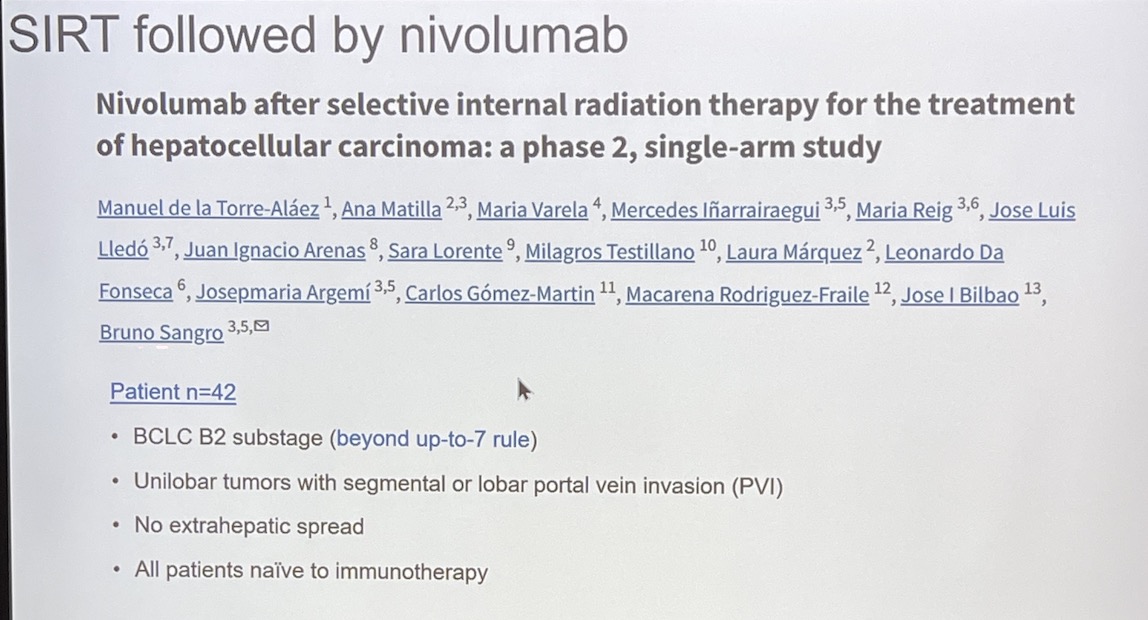 SIRT followed by nivolumab
Nivolumab after selective internal radiation therapy for the treatment
of hepatocellular carcinoma: a phase 2, single-arm study
Manuel de la Torre-Aláez 1, Ana Matilla 2,3, Maria Varela 4, Mercedes Iñarrairaegui 3,5, Maria Reig 3,6, Jose Luis
Lledó 3,7, Juan Ignacio Arenas 8, Sara Lorente 9, Milagros Testillano 10, Laura Márquez 2, Leonardo Da
Fonseca 6, Josepmaria Argemí 3,5, Carlos Gómez-Martin 11, Macarena Rodriguez-Fraile 12, Jose I Bilbao 13,
Bruno Sangro 3,5,✉
Patient n=42
• BCLC B2 substage (beyond up-to-7 rule)
• Unilobar tumors with segmental or lobar portal vein invasion (PVI)
• No extrahepatic spread
• All patients naïve to immunotherapy